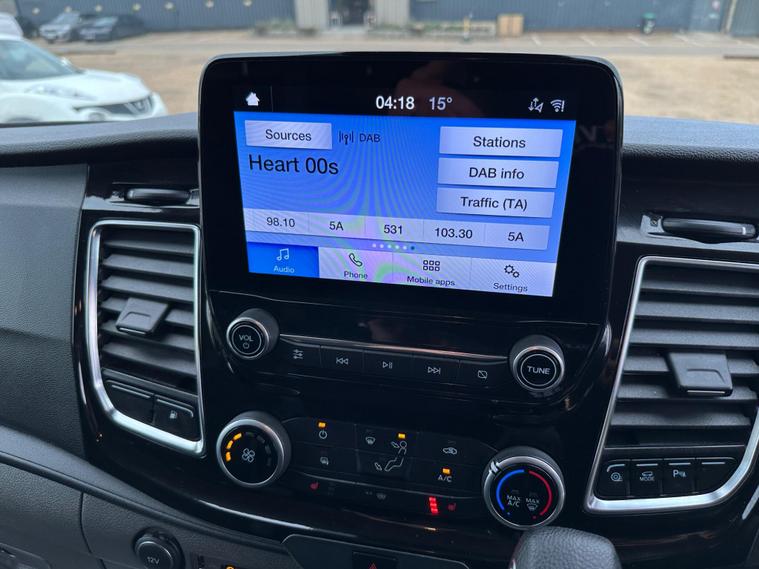 04:18 15°
Sources DAB Stations
Heart 00s DAB info
Traffic (TA)
98.10 5A 531 103.30 5A
Audio Phone Mobile apps Settings
VOL TUNE
A/C
MAX A/C MAX
MODE
12V